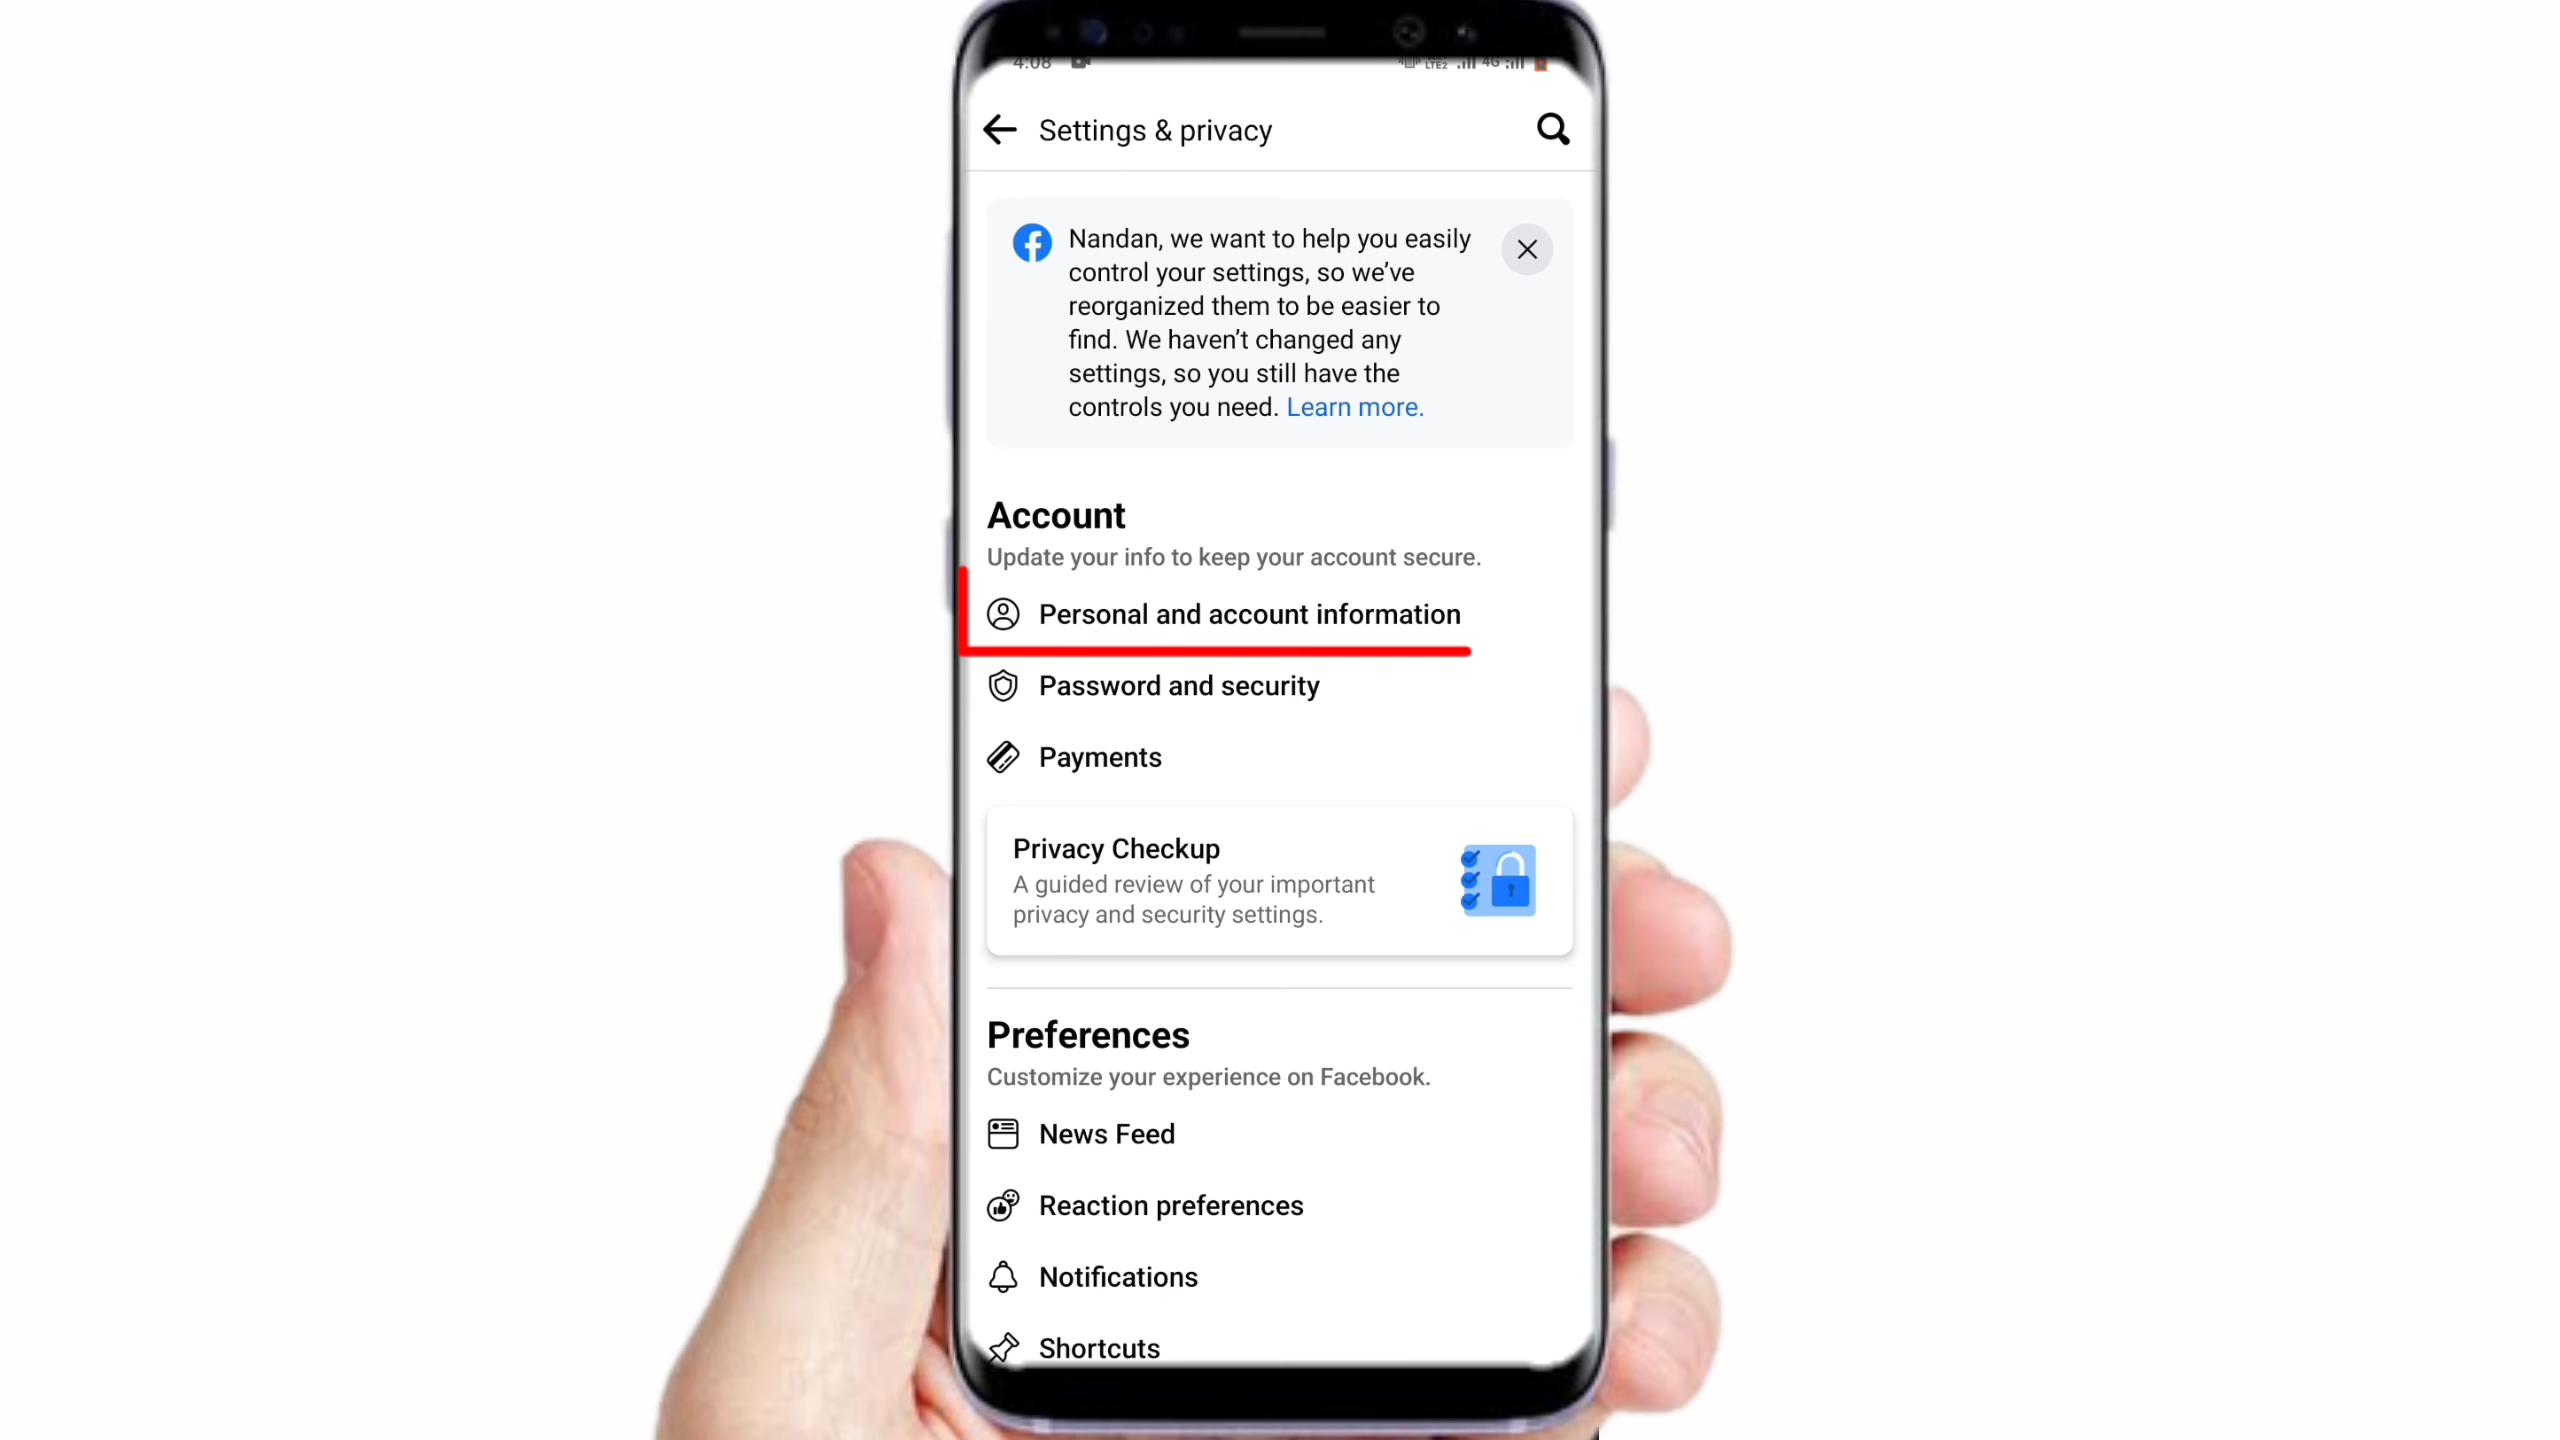 4:08
LTE2 4G
Settings & privacy
Nandan, we want to help you easily
control your settings, so we’ve
reorganized them to be easier to
find. We haven’t changed any
settings, so you still have the
controls you need. Learn more.
Account
Update your info to keep your account secure.
Personal and account information
Password and security
Payments
Privacy Checkup
A guided review of your important
privacy and security settings.
Preferences
Customize your experience on Facebook.
News Feed
Reaction preferences
Notifications
Shortcuts